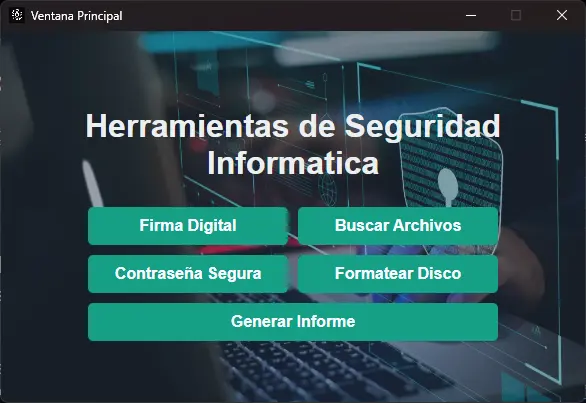 Ventana Principal
Herramientas de Seguridad
Informatica
Firma Digital
Buscar Archivos
Contraseña Segura
Formatear Disco
Generar Informe